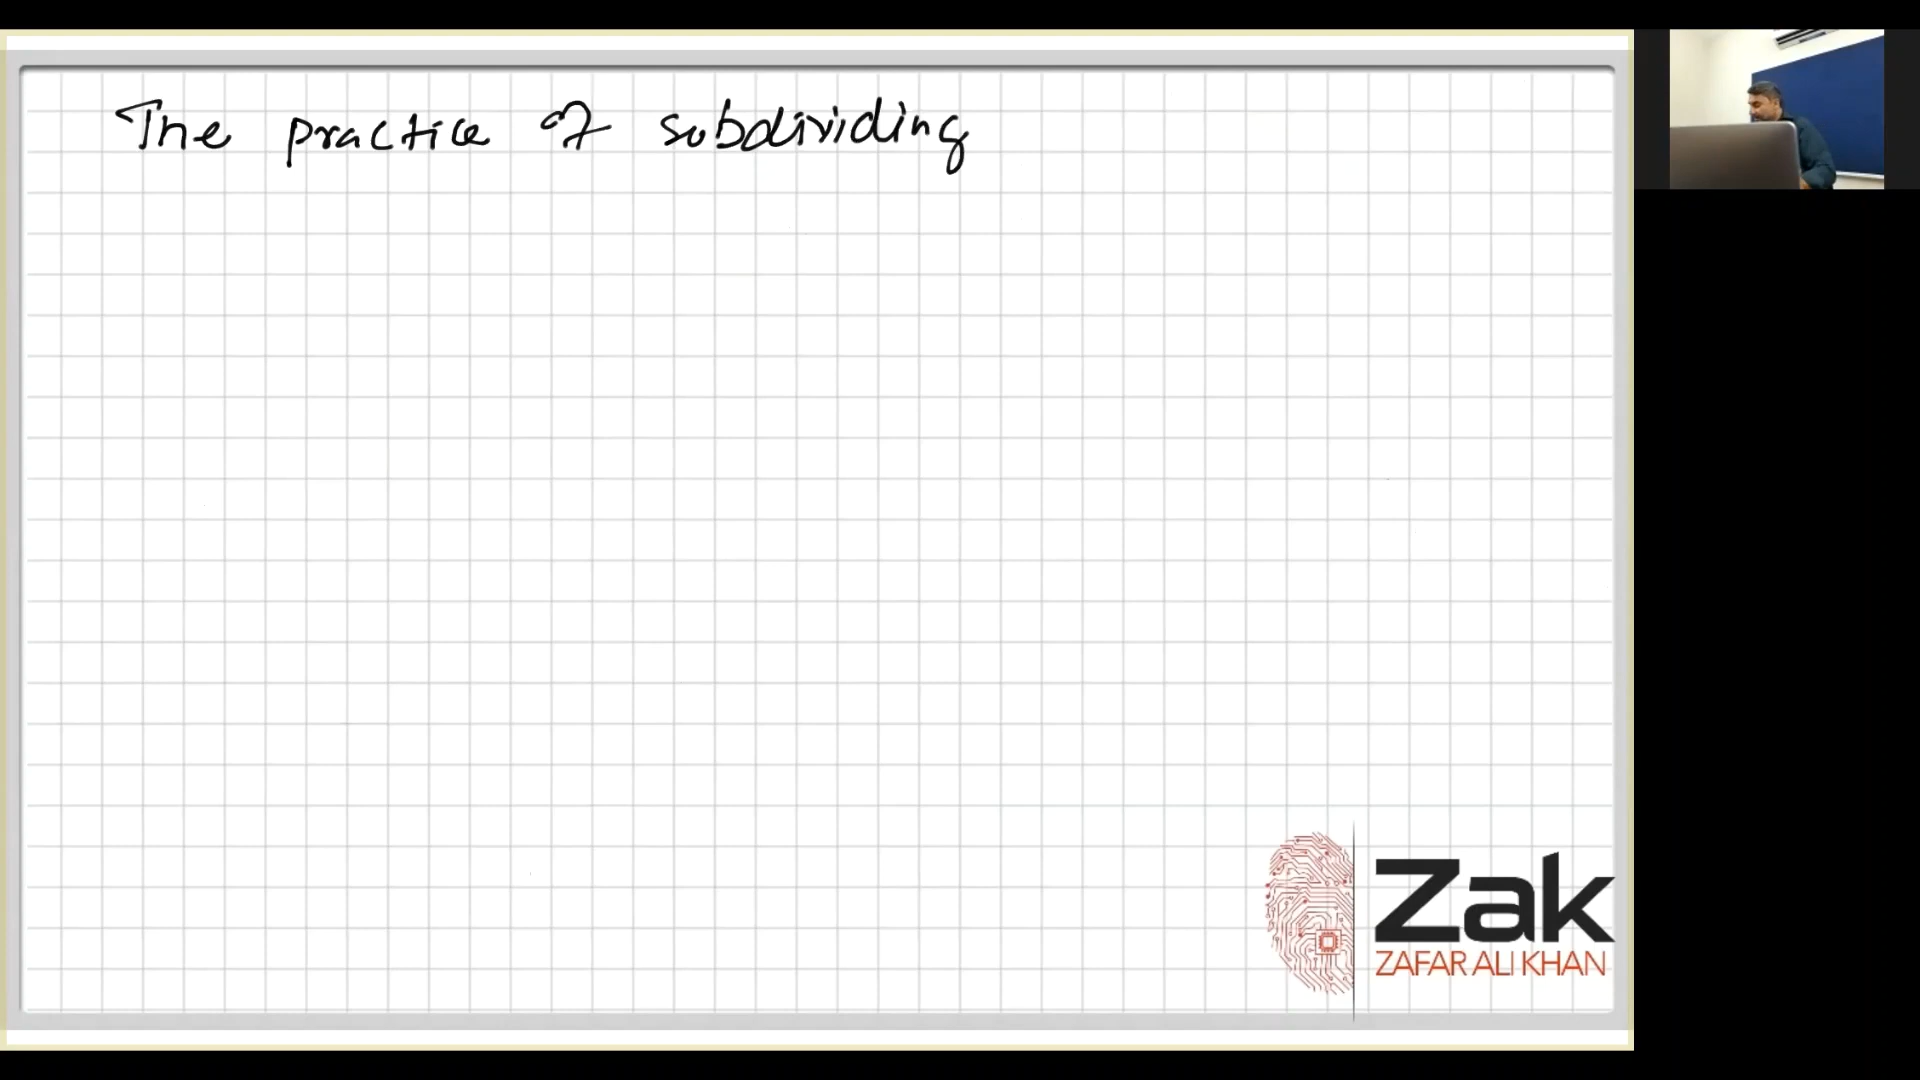 The practice of subdividing
Zak
ZAFAR ALI KHAN